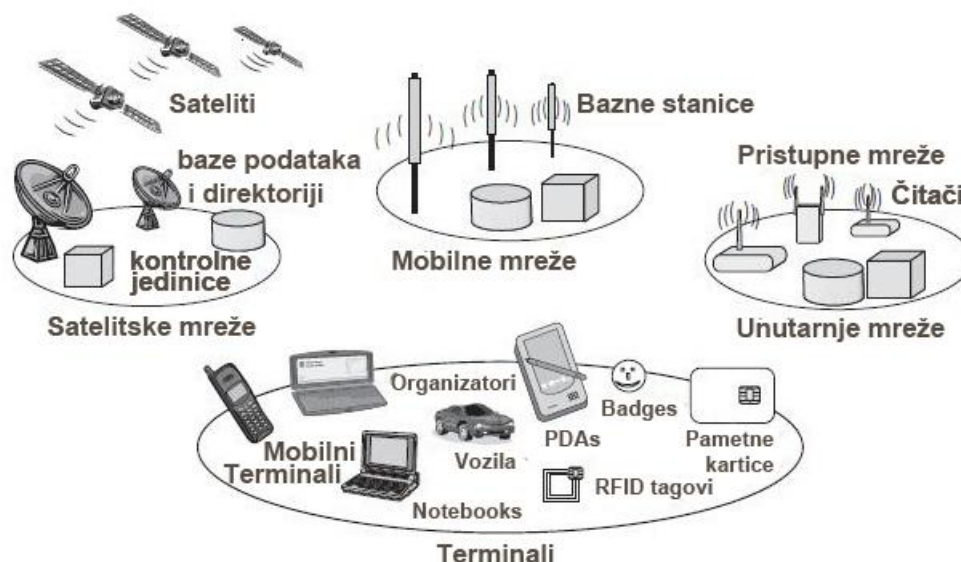 Sateliti
baze podataka
i direktoriji
kontrolne
jedinice
Satelitske mreže
Bazne stanice
Mobilne mreže
Pristupne mreže
Čitači
Unutarnje mreže
Organizatori
Badges
Mobilni
Terminali
Vozila
PDAs
Pametne
kartice
Notebooks
RFID tagovi
Terminali